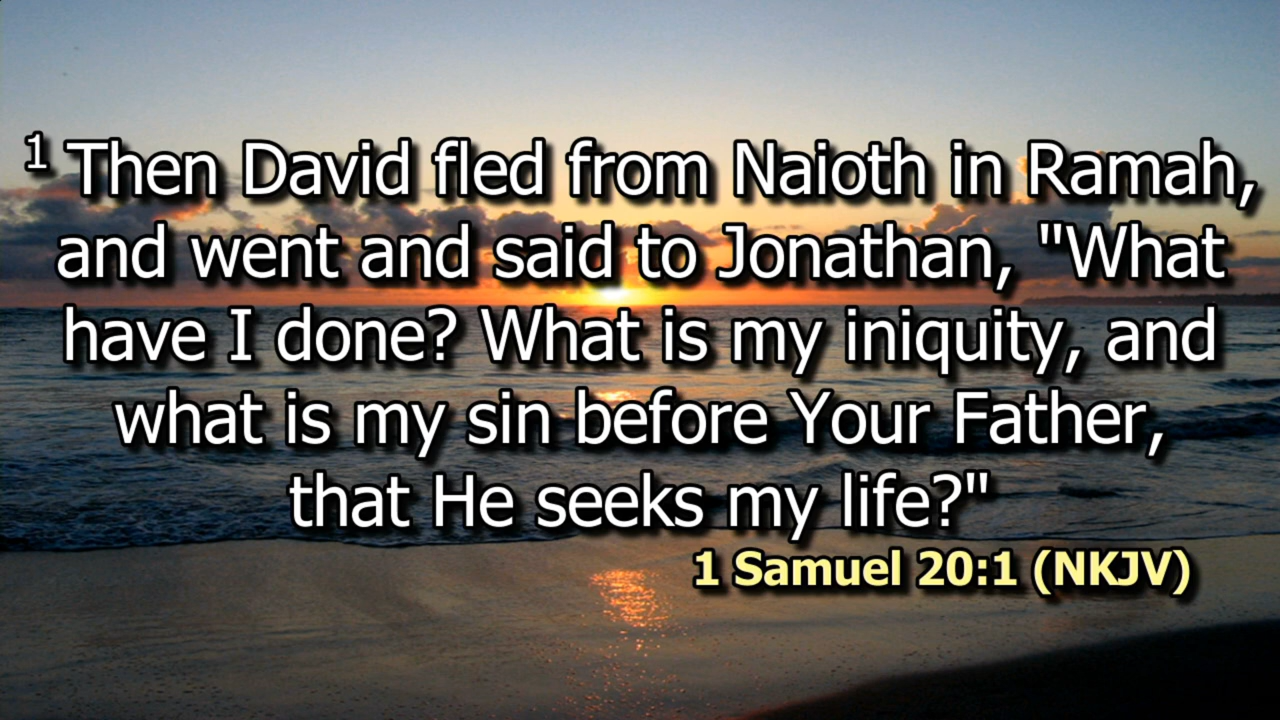 1 Then David fled from Naioth in Ramah,
and went and said to Jonathan, "What
have I done? What is my iniquity, and
what is my sin before Your Father,
that He seeks my life?"
1 Samuel 20:1 (NKJV)